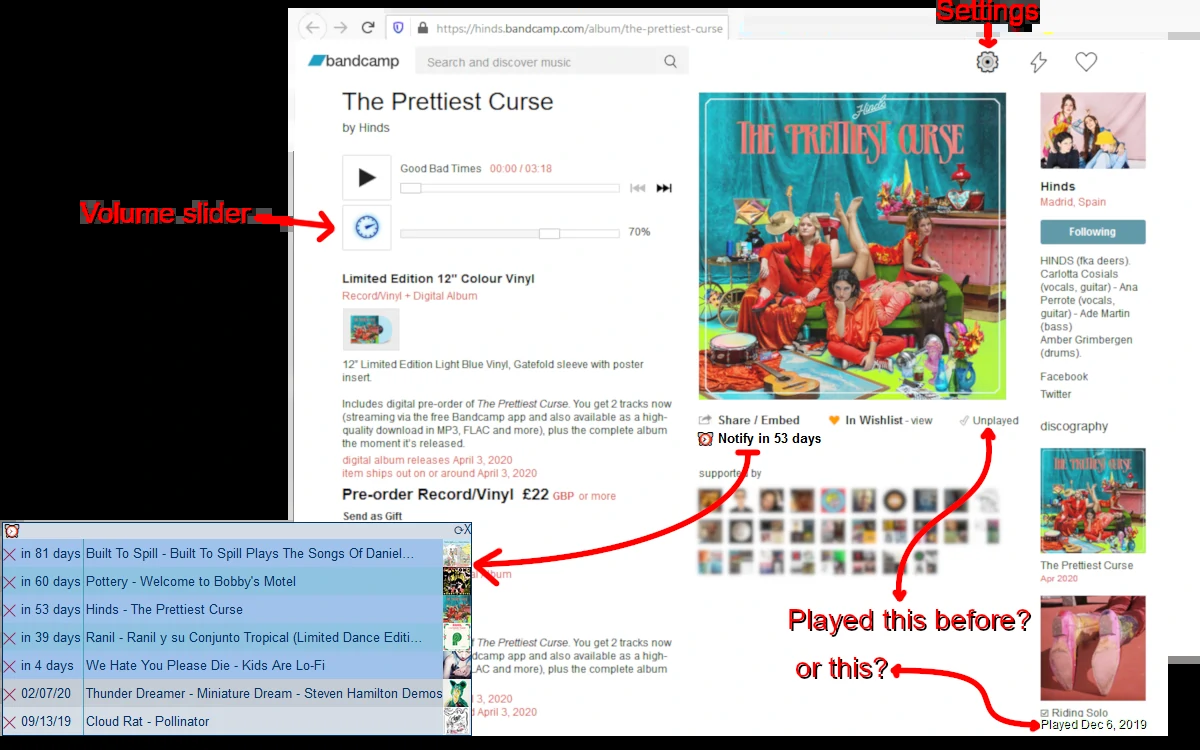 Settings
https://hinds.bandcamp.com/album/the-prettiest-curse
bandcamp
Search and discover music
The Prettiest Curse
by Hinds
Good Bad Times 00:00 / 03:18
Volume slider
70%
Limited Edition 12" Colour Vinyl
Record/Vinyl + Digital Album
12" Limited Edition Light Blue Vinyl, Gatefold sleeve with poster
insert.
Includes digital pre-order of The Prettiest Curse. You get 2 tracks now
(streaming via the free Bandcamp app and also available as a high-
quality download in MP3, FLAC and more), plus the complete album
the moment it's released.
digital album releases April 3, 2020
item ships out on or around April 3, 2020
Pre-order Record/Vinyl £22 GBP or more
Send as Gift
Hinds
THE PRETTIEST CURSE
Share / Embed
In Wishlist - view
Unplayed
Notify in 53 days
supported by
Hinds
Madrid, Spain
Following
HINDS (fka deers).
Carlotta Cosials
(vocals, guitar) - Ana
Perrote (vocals,
guitar) - Ade Martin
(bass)
Amber Grimbergen
(drums).
Facebook
Twitter
discography
THE PRETTIEST CURSE
The Prettiest Curse
Apr 2020
Riding Solo
Played Dec 6, 2019
Played this before?
or this?
X
in 81 days Built To Spill - Built To Spill Plays The Songs Of Daniel...
in 60 days Pottery - Welcome to Bobby's Motel
in 53 days Hinds - The Prettiest Curse
in 39 days Ranil - Ranil y su Conjunto Tropical (Limited Dance Editi...
in 4 days We Hate You Please Die - Kids Are Lo-Fi
02/07/20 Thunder Dreamer - Miniature Dream - Steven Hamilton Demos
09/13/19 Cloud Rat - Pollinator
al Album
f The Prettiest Curse. You get 2 tracks now
dcamp app and also available as a high-
LAC and more), plus the complete album
3, 2020
April 3, 2020